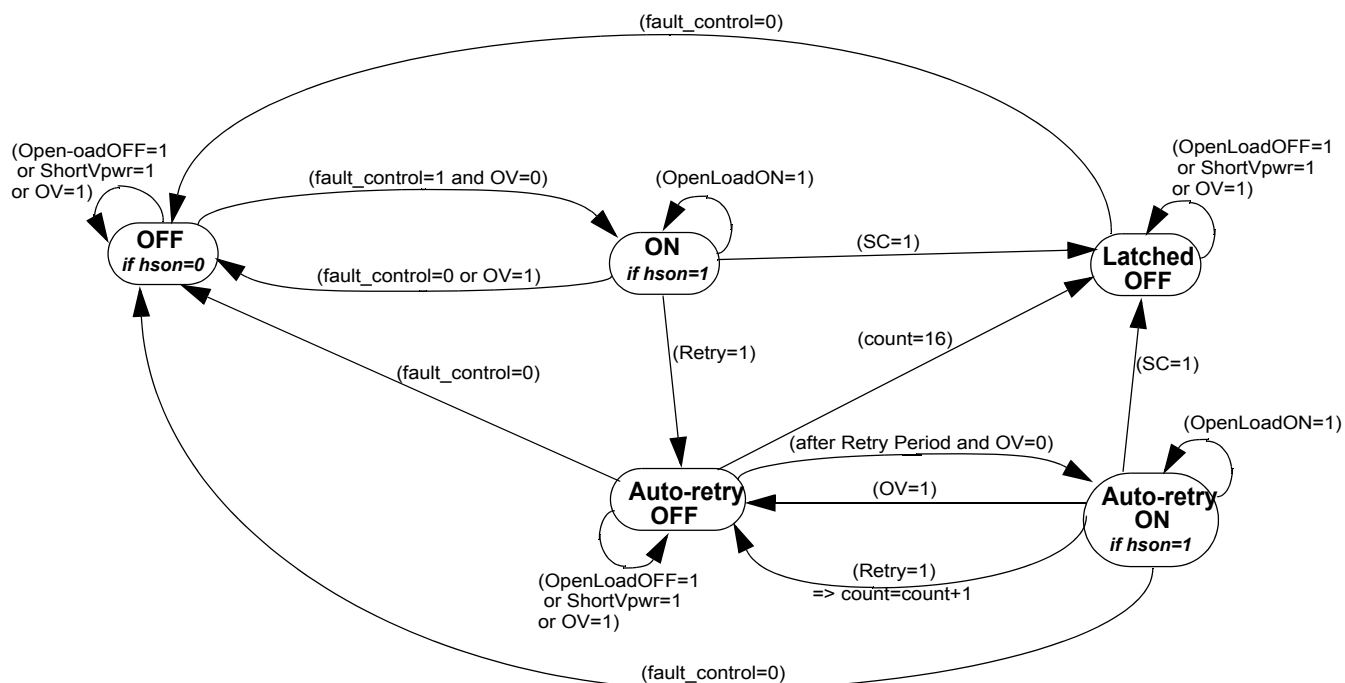 (fault_control=0)
(Open-oadOFF=1
or ShortVpwr=1
or OV=1)
(fault_control=1 and OV=0)
(OpenLoadON=1)
(OpenLoadOFF=1
or ShortVpwr=1
or OV=1)
OFF
if hson=0
ON
if hson=1
(SC=1)
Latched
OFF
(fault_control=0 or OV=1)
(count=16)
(Retry=1)
(SC=1)
(fault_control=0)
(OpenLoadON=1)
(after Retry Period and OV=0)
Auto-retry
OFF
(OV=1)
Auto-retry
ON
if hson=1
(OpenLoadOFF=1
or ShortVpwr=1
or OV=1)
(Retry=1)
=> count=count+1
(fault_control=0)